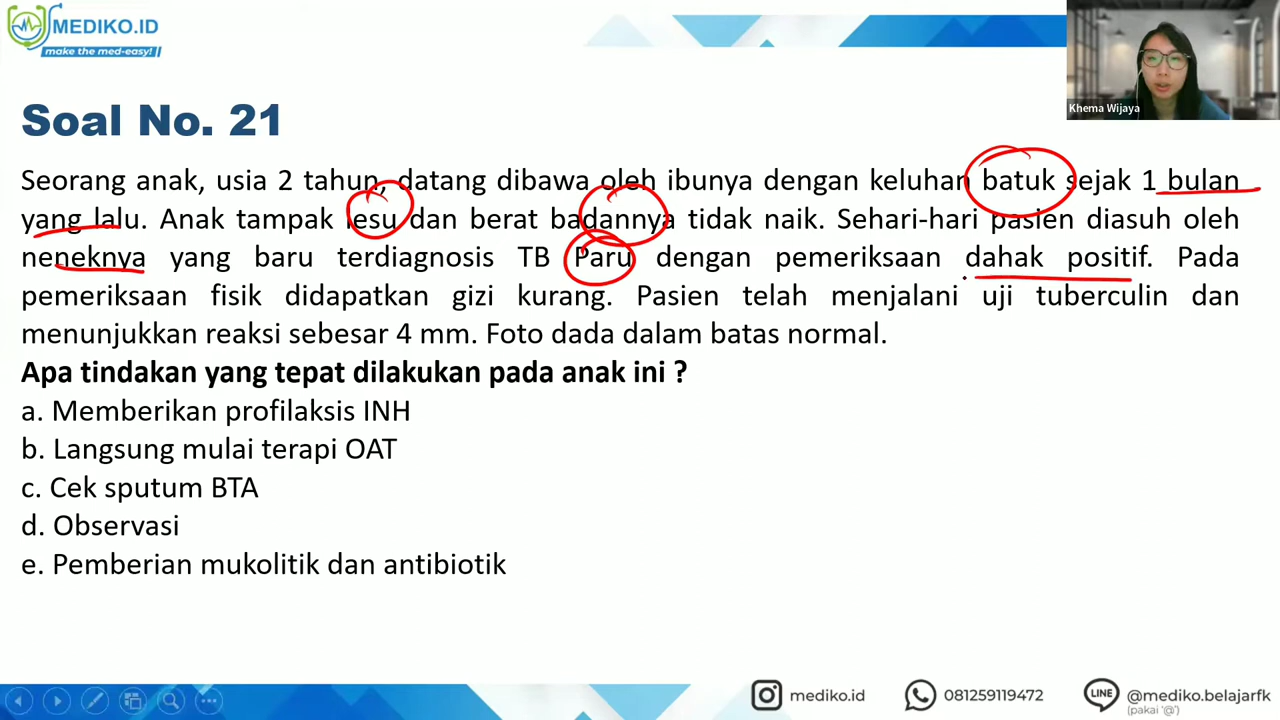 MEDIKO.ID
make the med-easy!
Khema Wijaya
Soal No. 21
Seorang anak, usia 2 tahun, datang dibawa oleh ibunya dengan keluhan batuk sejak 1 bulan
yang lalu. Anak tampak lesu dan berat badannya tidak naik. Sehari-hari pasien diasuh oleh
neneknya yang baru terdiagnosis TB Paru dengan pemeriksaan dahak positif. Pada
pemeriksaan fisik didapatkan gizi kurang. Pasien telah menjalani uji tuberculin dan
menunjukkan reaksi sebesar 4 mm. Foto dada dalam batas normal.
Apa tindakan yang tepat dilakukan pada anak ini ?
a. Memberikan profilaksis INH
b. Langsung mulai terapi OAT
c. Cek sputum BTA
d. Observasi
e. Pemberian mukolitik dan antibiotik
mediko.id
081259119472
LINE
@mediko.belajarfk
(pakai '@')